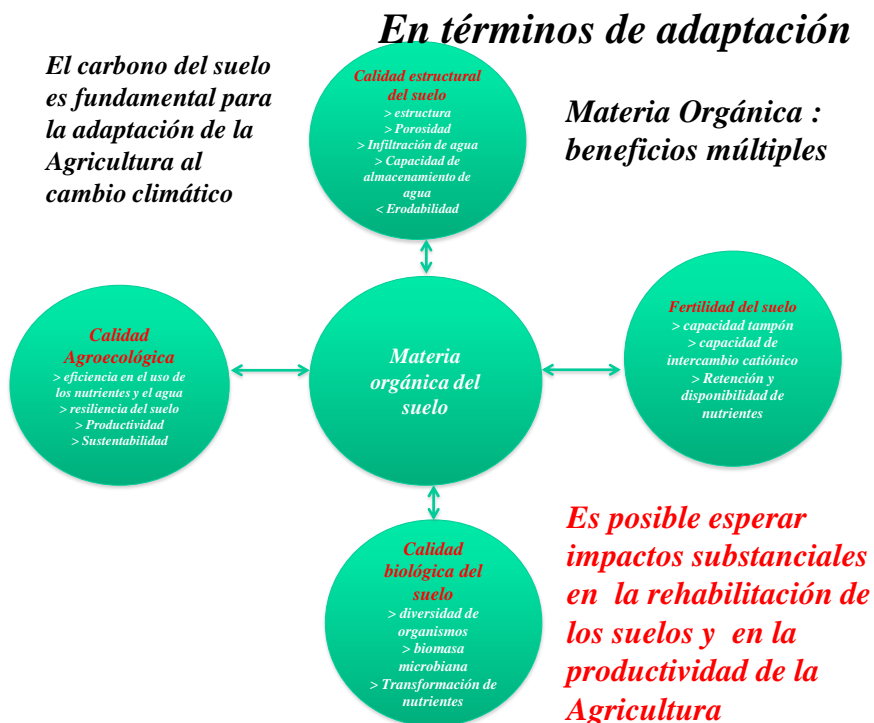 En términos de adaptación
El carbono del suelo
es fundamental para
la adaptación de la
Agricultura al
cambio climático
Calidad estructural
del suelo
> estructura
> Porosidad
> Infiltración de agua
> Capacidad de
almacenamiento de
agua
< Erodabilidad
Materia Orgánica :
beneficios múltiples
Calidad
Agroecológica
> eficiencia en el uso de
los nutrientes y el agua
> resiliencia del suelo
> Productividad
> Sustentabilidad
Materia
orgánica del
suelo
Fertilidad del suelo
> capacidad tampón
> capacidad de
intercambio catiónico
> Retención y
disponibilidad de
nutrientes
Calidad
biológica del
suelo
> diversidad de
organismos
> biomasa
microbiana
> Transformación de
nutrientes
Es posible esperar
impactos substanciales
en la rehabilitación de
los suelos y en la
productividad de la
Agricultura